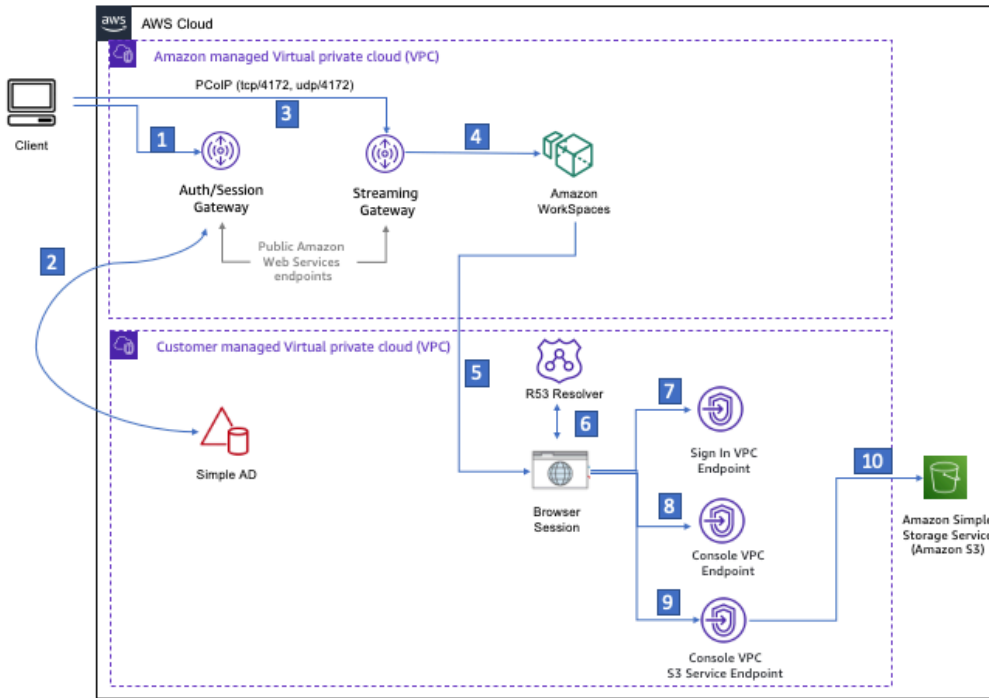 aws
AWS Cloud
Amazon managed Virtual private cloud (VPC)
PCoIP (tcp/4172, udp/4172)
3
1
4
Client
Auth/Session
Gateway
Streaming
Gateway
Amazon
WorkSpaces
2
Public Amazon
Web Services
endpoints
Customer managed Virtual private cloud (VPC)
5
R53 Resolver
6
7
Sign In VPC
Endpoint
Simple AD
10
Browser
Session
8
Console VPC
Endpoint
Amazon Simple
Storage Service
(Amazon S3)
9
Console VPC
S3 Service Endpoint